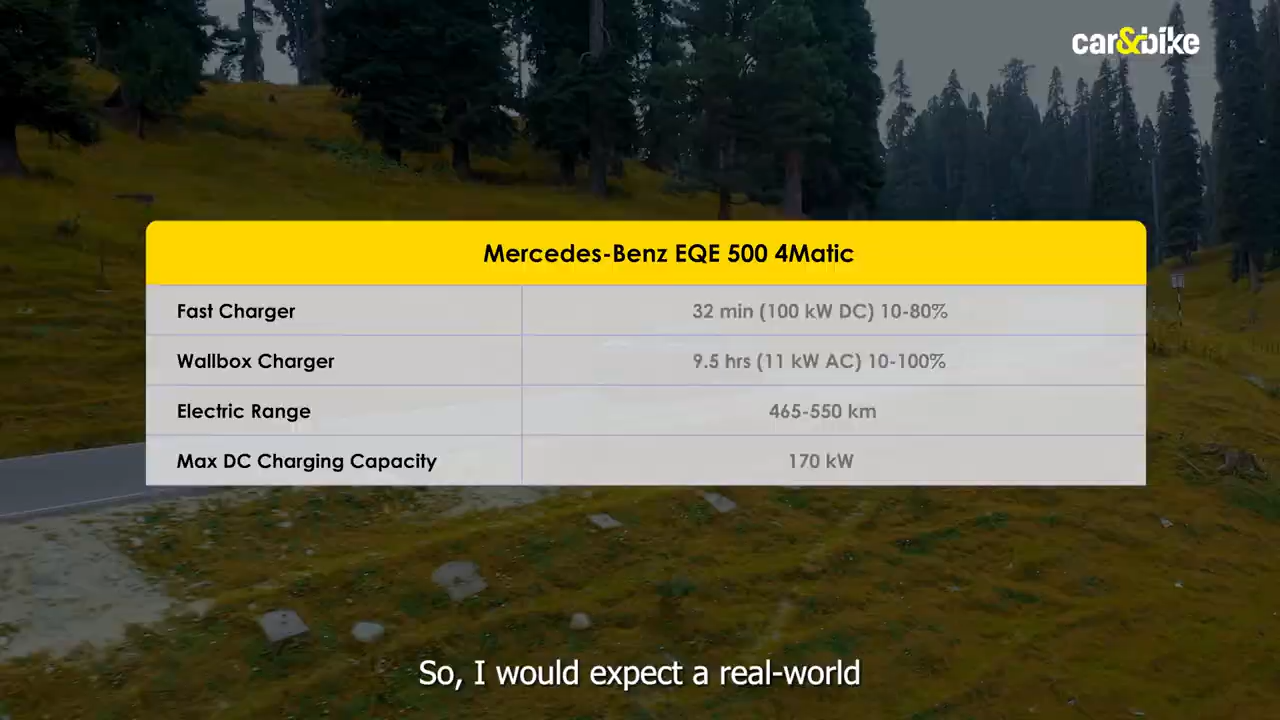 car&bike
Mercedes-Benz EQE 500 4Matic
Fast Charger 32 min (100 kW DC) 10-80%
Wallbox Charger 9.5 hrs (11 kW AC) 10-100%
Electric Range 465-550 km
Max DC Charging Capacity 170 kW
So, I would expect a real-world